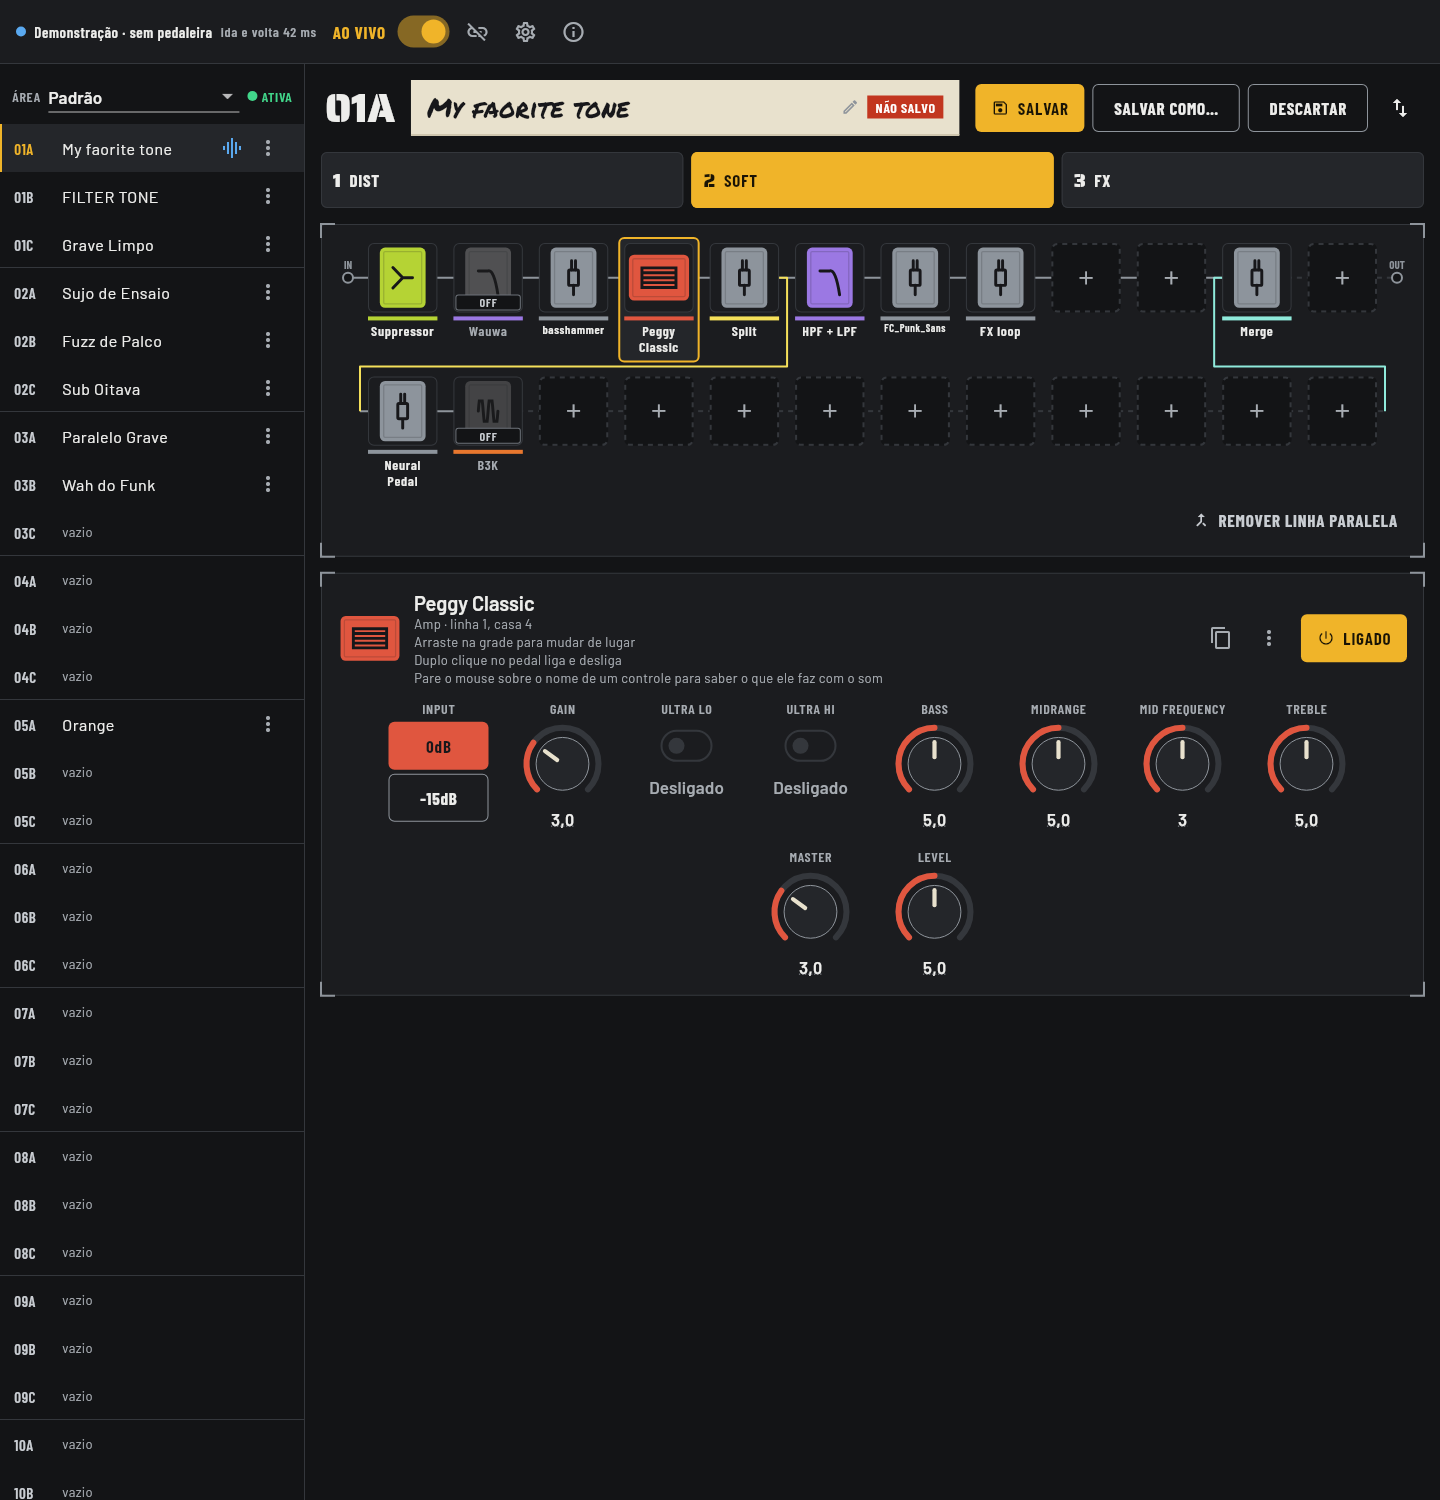 Demonstração · sem pedaleira Ida e volta 42 ms AO VIVO
ÁREA Padrão ATIVA
01A My faorite tone
01B FILTER TONE
01C Grave Limpo
02A Sujo de Ensaio
02B Fuzz de Palco
02C Sub Oitava
03A Paralelo Grave
03B Wah do Funk
03C vazio
04A vazio
04B vazio
04C vazio
05A Orange
05B vazio
05C vazio
06A vazio
06B vazio
06C vazio
07A vazio
07B vazio
07C vazio
08A vazio
08B vazio
08C vazio
09A vazio
09B vazio
09C vazio
10A vazio
10B vazio
01A My faorite tone NÃO SALVO SALVAR SALVAR COMO... DESCARTAR
1 DIST 2 SOFT 3 FX
IN OUT
OFF
Suppressor Wauwa basshammer Peggy Classic Split HPF + LPF FC_Punk_Sans FX loop Merge
OFF
Neural Pedal B3K
REMOVER LINHA PARALELA
Peggy Classic
Amp · linha 1, casa 4
Arraste na grade para mudar de lugar
Duplo clique no pedal liga e desliga
Pare o mouse sobre o nome de um controle para saber o que ele faz com o som
LIGADO
INPUT GAIN ULTRA LO ULTRA HI BASS MIDRANGE MID FREQUENCY TREBLE
0dB
-15dB
Desligado Desligado
3,0 5,0 5,0 3 5,0
MASTER LEVEL
3,0 5,0